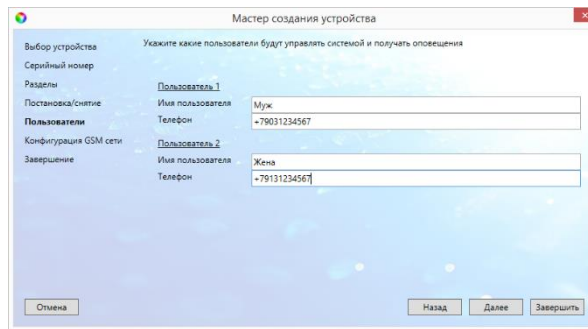 Мастер создания устройства
Выбор устройства
Серийный номер
Разделы
Постановка/снятие
Пользователи
Конфигурация GSM сети
Завершение
Укажите какие пользователи будут управлять системой и получать оповещения
Пользователь 1
Имя пользователя Муж
Телефон +79031234567
Пользователь 2
Имя пользователя Жена
Телефон +79131234567
Отмена Назад Далее Завершить